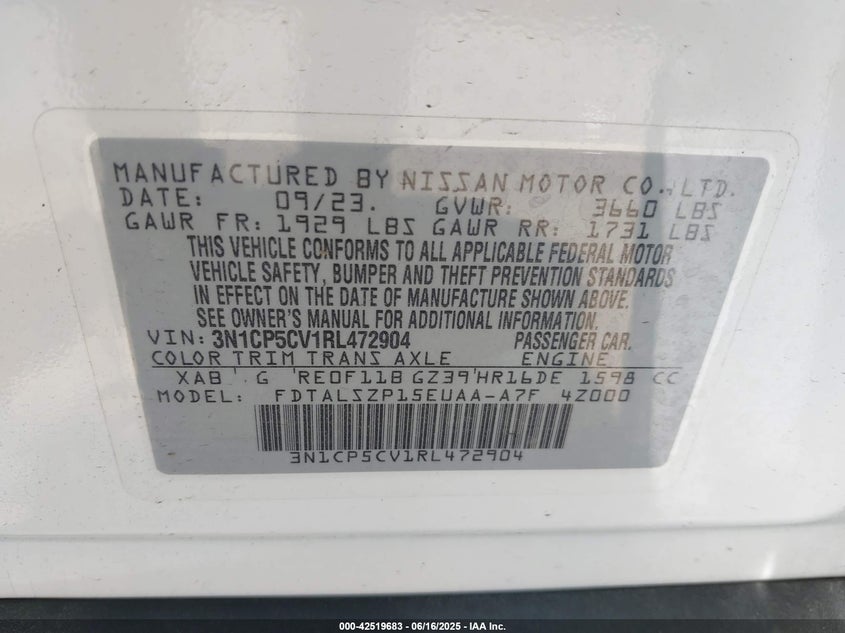 MANUFACTURED BY NISSAN MOTOR CO., LTD.
DATE: 09/23. GVWR: 3660 LBS
GAWR FR: 1929 LBS GAWR RR: 1731 LBS
THIS VEHICLE CONFORMS TO ALL APPLICABLE FEDERAL MOTOR
VEHICLE SAFETY, BUMPER AND THEFT PREVENTION STANDARDS
IN EFFECT ON THE DATE OF MANUFACTURE SHOWN ABOVE.
SEE OWNER'S MANUAL FOR ADDITIONAL INFORMATION.
VIN: 3N1CP5CV1RL472904 PASSENGER CAR.
COLOR TRIM TRANS AXLE ENGINE
XAB G RE0F11B GZ39 HR16DE 1598 CC
MODEL: FDTALSZP15EUAA-A7F 4Z000
3N1CP5CV1RL472904
000-42519683 / 06/16/2025 - IAA Inc.